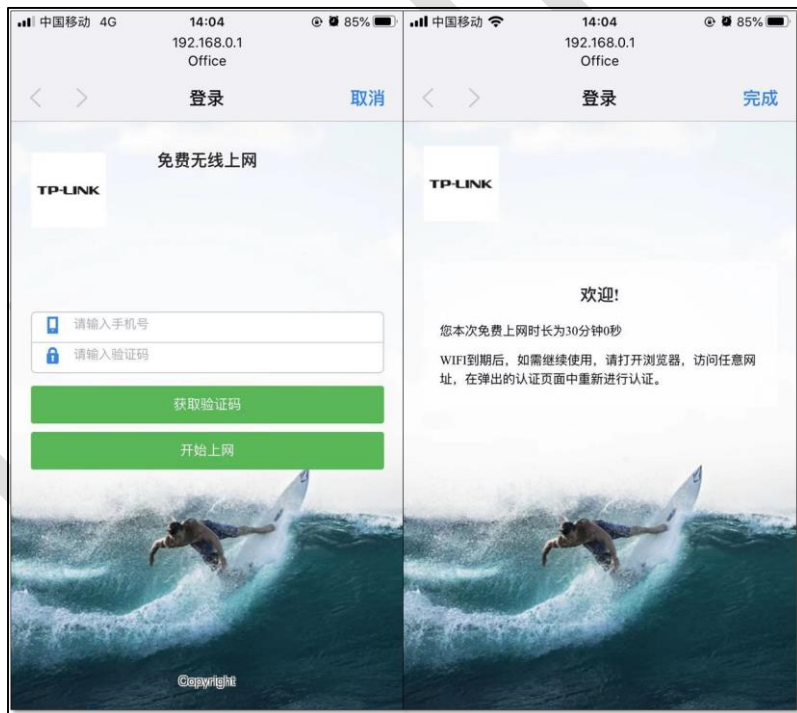 中国移动 4G 14:04 85%
192.168.0.1
Office
登录 取消
免费无线上网
TP-LINK
请输入手机号
请输入验证码
获取验证码
开始上网
Copyright
中国移动 14:04 85%
192.168.0.1
Office
登录 完成
TP-LINK
欢迎!
您本次免费上网时长为30分钟0秒
WIFI到期后，如需继续使用，请打开浏览器，访问任意网
址，在弹出的认证页面中重新进行认证。